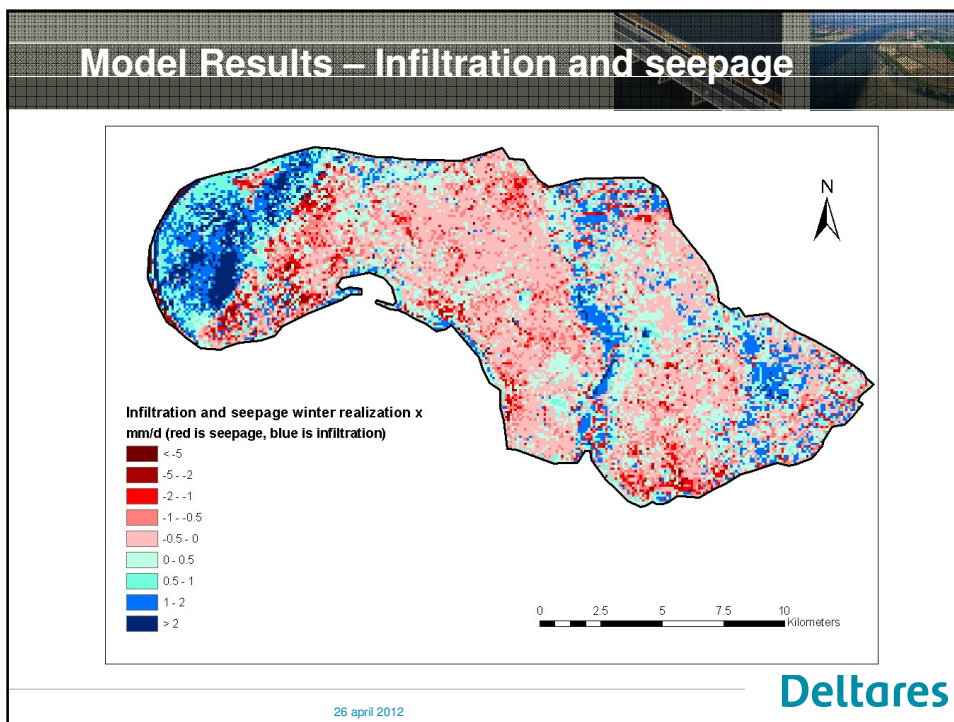 Model Results – Infiltration and seepage
N
Infiltration and seepage winter realization x
mm/d (red is seepage, blue is infiltration)
< -5
-5 - -2
-2 - -1
-1 - -0.5
-0.5 - 0
0 - 0.5
0.5 - 1
1 - 2
> 2
0 2.5 5 7.5 10
Kilometers
26 april 2012
Deltares